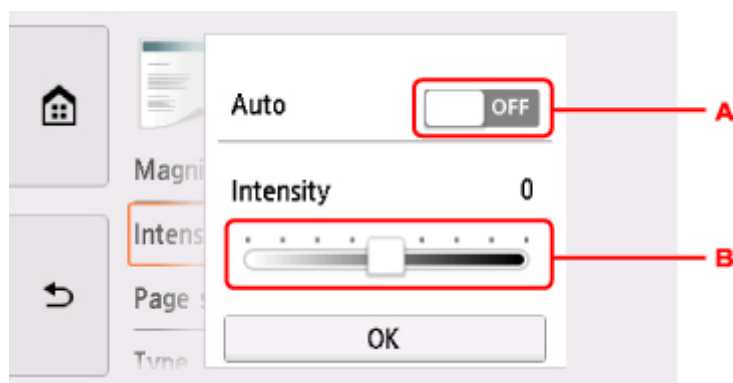 Auto OFF A
Magni
Intensity 0
Intens
B
Page s
OK
Type